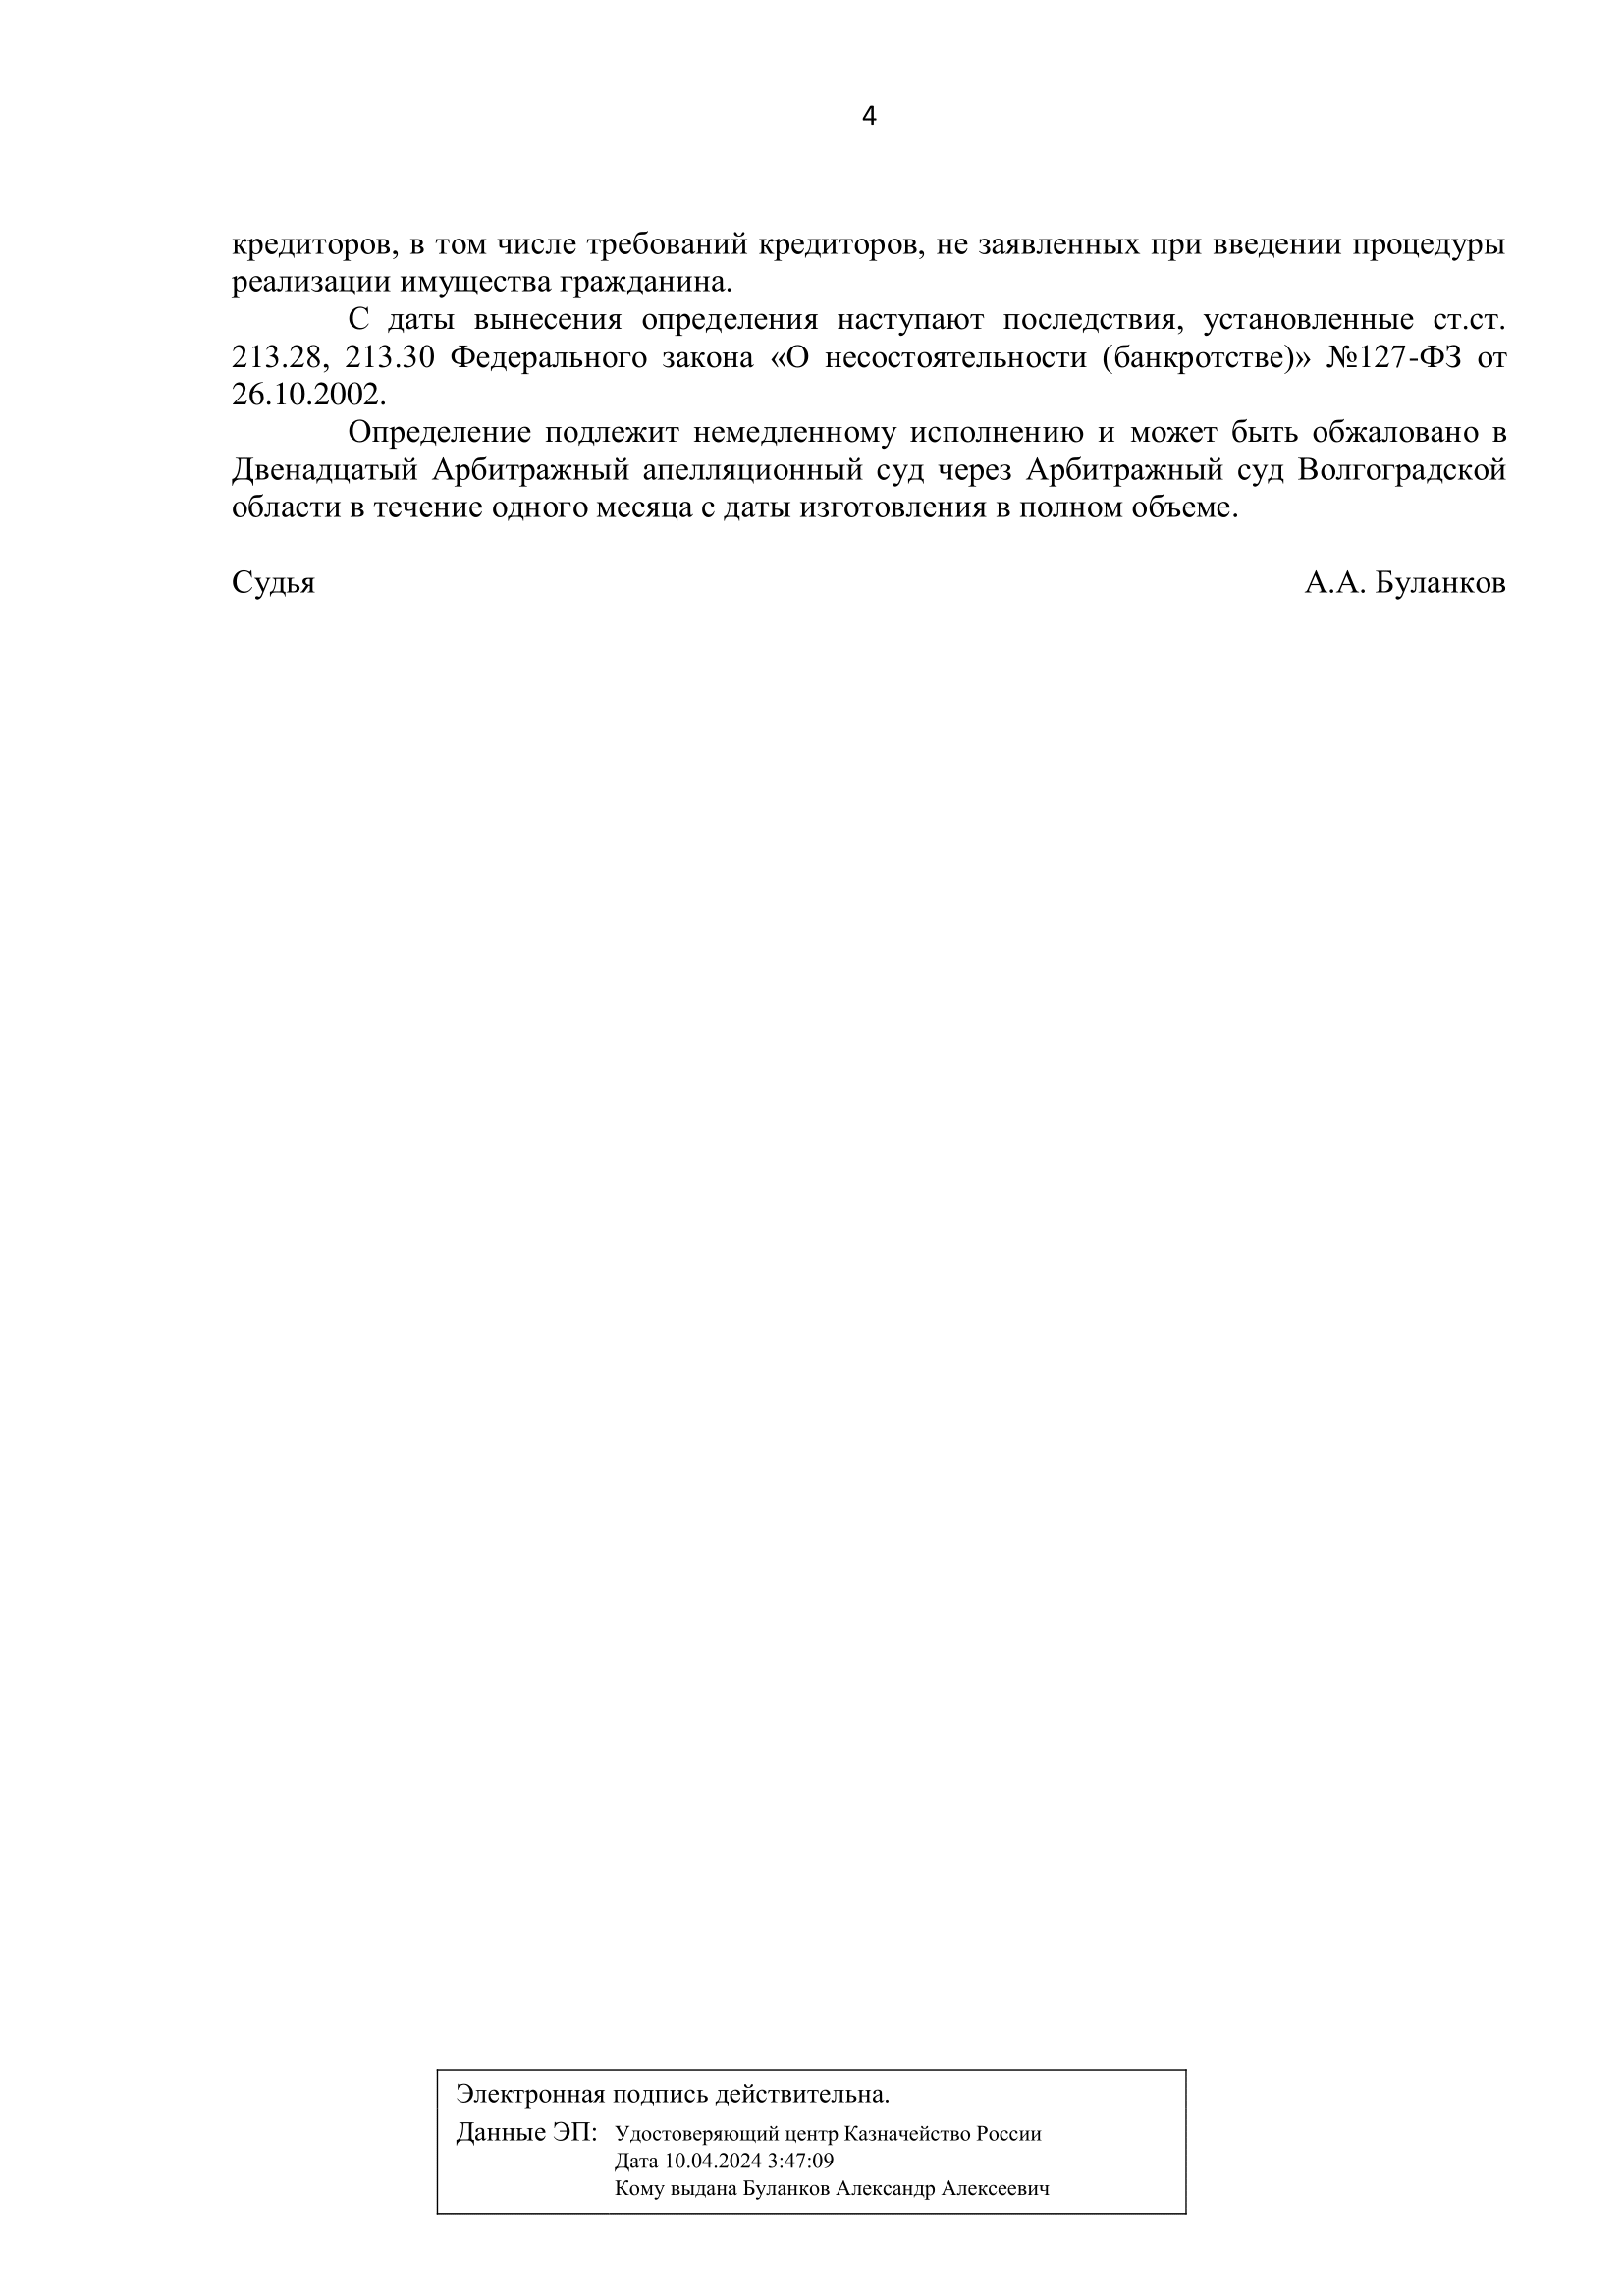 4
кредиторов, в том числе требований кредиторов, не заявленных при введении процедуры
реализации имущества гражданина.
С даты вынесения определения наступают последствия, установленные ст.ст.
213.28, 213.30 Федерального закона «О несостоятельности (банкротстве)» №127-ФЗ от
26.10.2002.
Определение подлежит немедленному исполнению и может быть обжаловано в
Двенадцатый Арбитражный апелляционный суд через Арбитражный суд Волгоградской
области в течение одного месяца с даты изготовления в полном объеме.
Судья А.А. Буланков
Электронная подпись действительна.
Данные ЭП: Удостоверяющий центр Казначейство России
Дата 10.04.2024 3:47:09
Кому выдана Буланков Александр Алексеевич